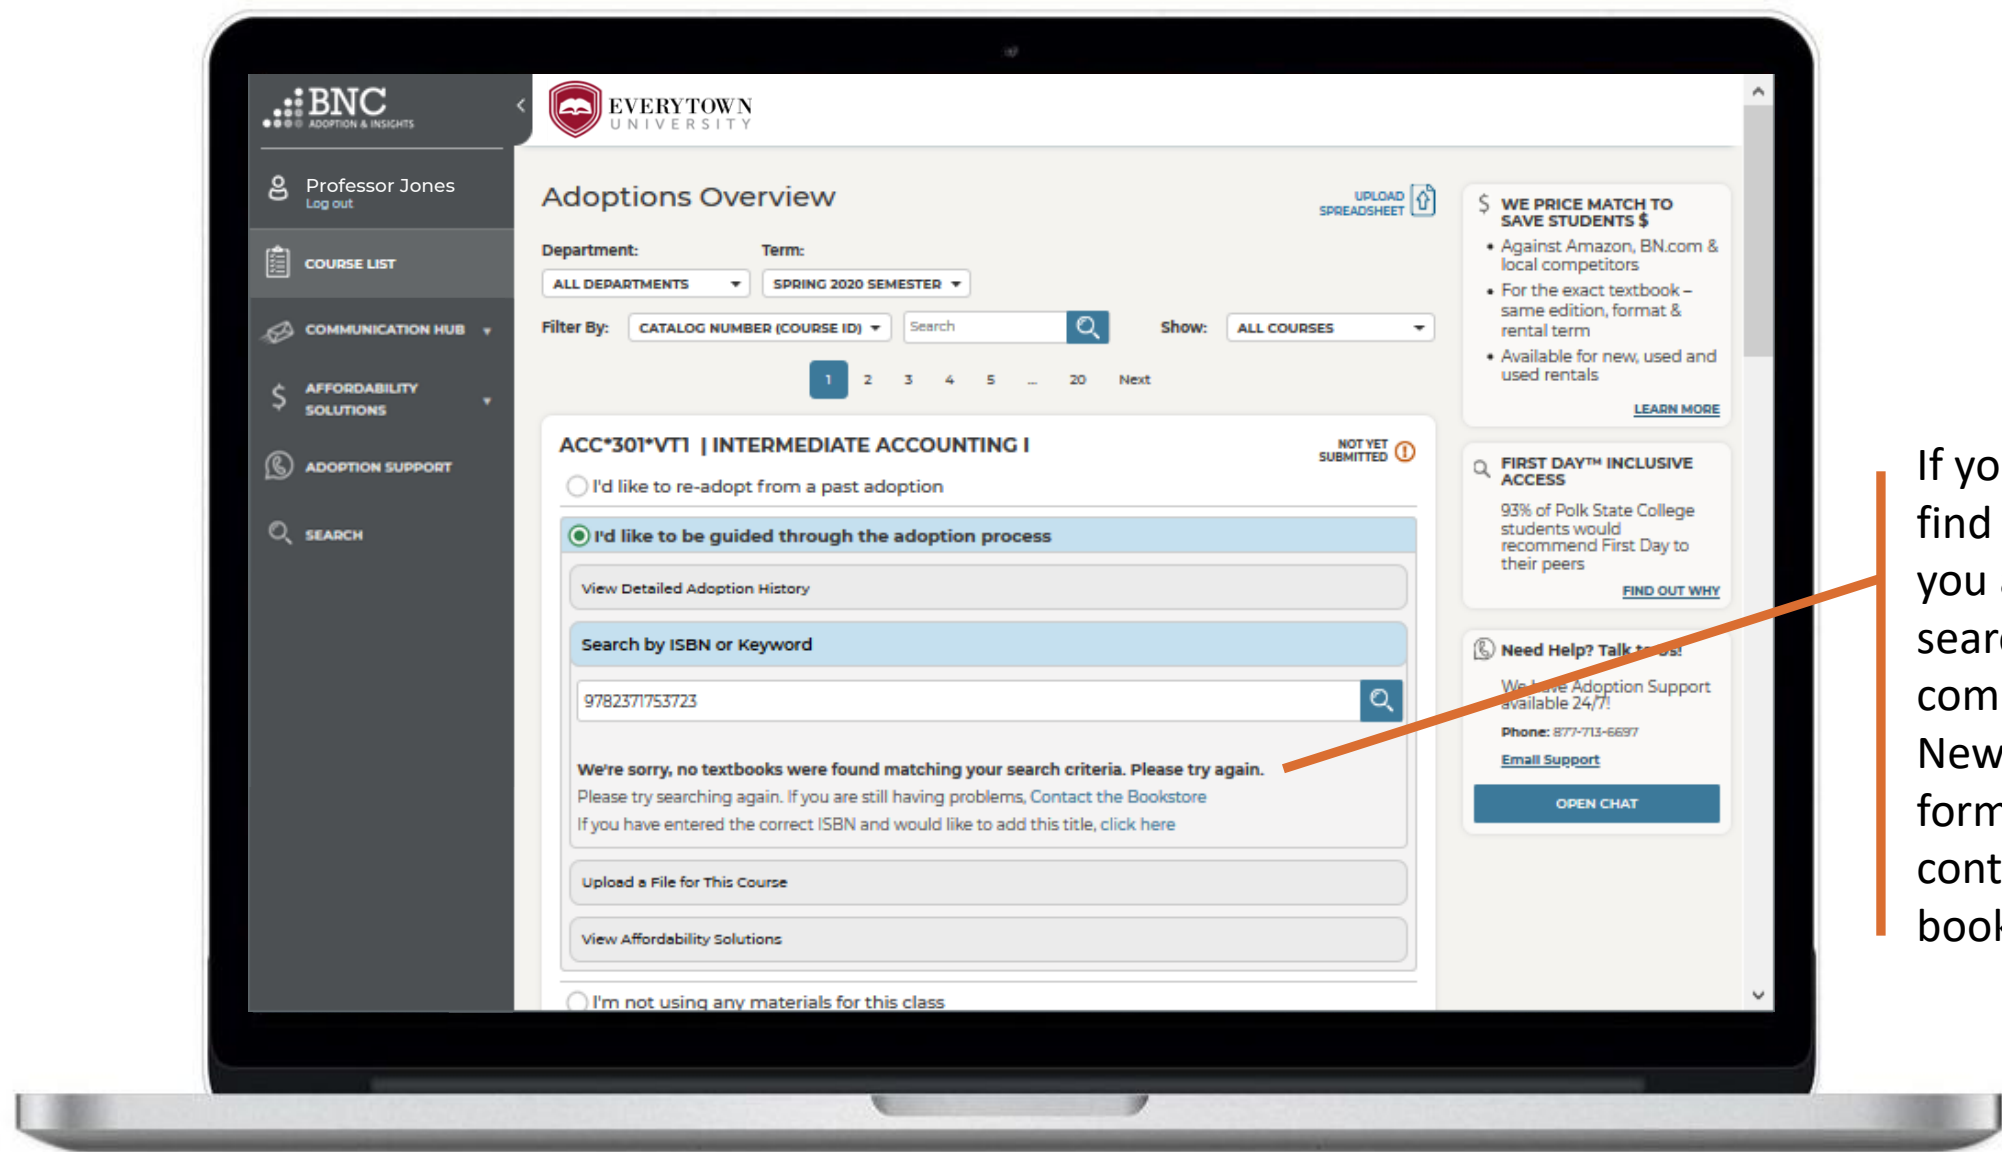 BNC
ADOPTION & INSIGHTS
Professor Jones
Log out
COURSE LIST
COMMUNICATION HUB
AFFORDABILITY
SOLUTIONS
ADOPTION SUPPORT
SEARCH
EVERYTOWN
UNIVERSITY
Adoptions Overview
UPLOAD
SPREADSHEET
Department:
Term:
ALL DEPARTMENTS
SPRING 2020 SEMESTER
Filter By:
CATALOG NUMBER (COURSE ID)
Search
Show:
ALL COURSES
1 2 3 4 5 ... 20 Next
ACC*301*VT1 | INTERMEDIATE ACCOUNTING I
NOT YET
SUBMITTED
I'd like to re-adopt from a past adoption
I'd like to be guided through the adoption process
View Detailed Adoption History
Search by ISBN or Keyword
9782371753723
We're sorry, no textbooks were found matching your search criteria. Please try again.
Please try searching again. If you are still having problems, Contact the Bookstore
If you have entered the correct ISBN and would like to add this title, click here
Upload a File for This Course
View Affordability Solutions
I'm not using any materials for this class
$ WE PRICE MATCH TO
SAVE STUDENTS $
• Against Amazon, BN.com &
local competitors
• For the exact textbook –
same edition, format &
rental term
• Available for new, used and
used rentals
LEARN MORE
FIRST DAY™ INCLUSIVE
ACCESS
93% of Polk State College
students would
recommend First Day to
their peers
FIND OUT WHY
Need Help? Talk to Us!
We have Adoption Support
available 24/7!
Phone: 877-713-6697
Email Support
OPEN CHAT
If
find
you
New